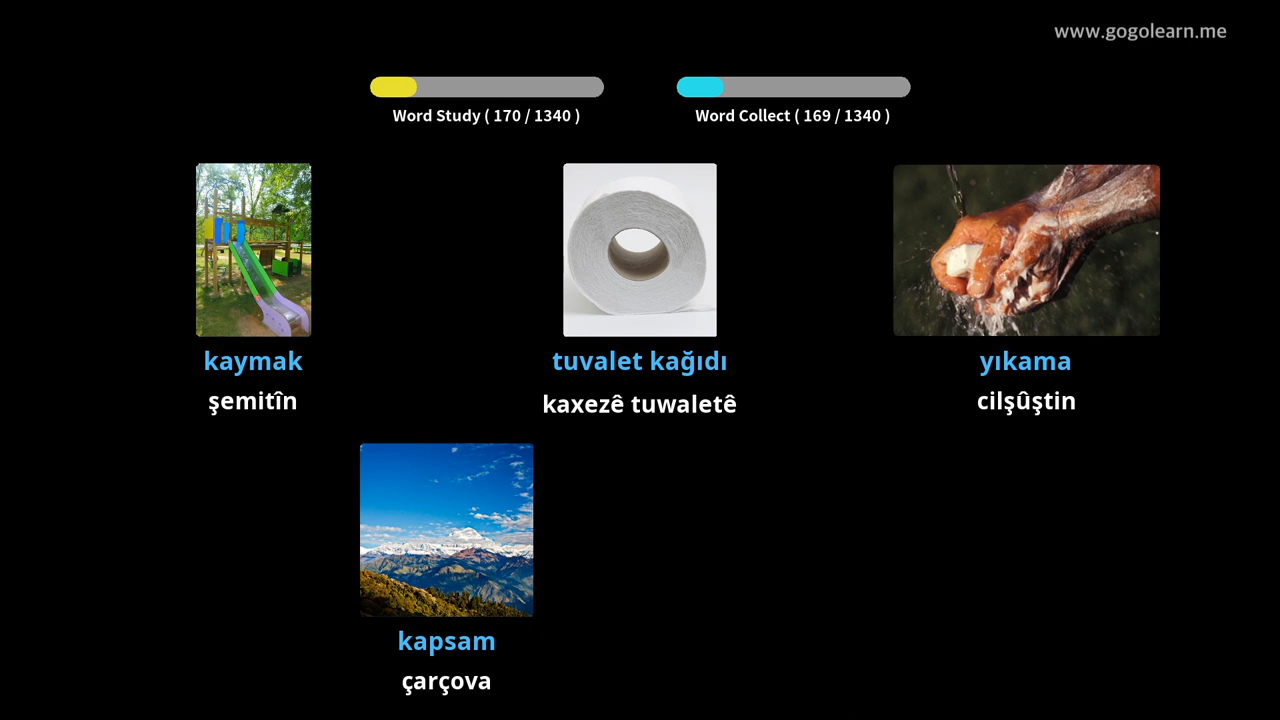 www.gogolearn.me
Word Study ( 170 / 1340 )
Word Collect ( 169 / 1340 )
kaymak
şemitîn
tuvalet kağıdı
kaxezê tuwaletê
yıkama
cilşûştin
kapsam
çarçova